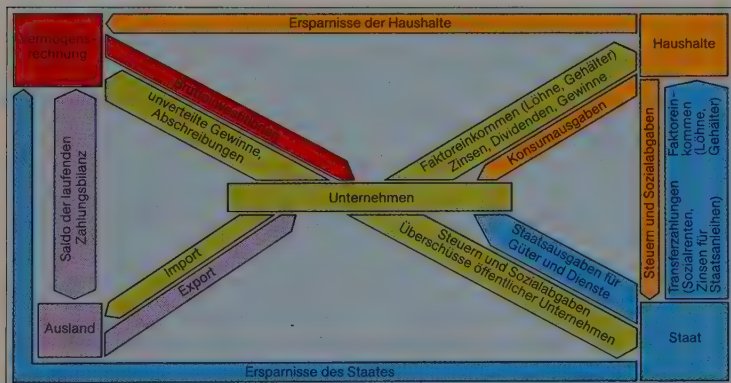 Ersparnisse der Haushalte
Vermögens-
rechnung
Haushalte
unverteilte Gewinne,
Abschreibungen
Faktoreinkommen (Löhne, Gehälter)
Zinsen, Dividenden, Gewinne
Konsumausgaben
Saldo der laufenden
Zahlungsbilanz
Unternehmen
Steuern und Sozialabgaben
Faktorein-
kommen
(Löhne,
Gehälter)
Transferzahlungen
(Sozialrenten,
Zinsen für
Staatsanleihen)
Import
Export
Steuern und Sozialabgaben
Überschüsse öffentlicher Unternehmen
Staatsausgaben für
Güter und Dienste
Ausland
Staat
Ersparnisse des Staates